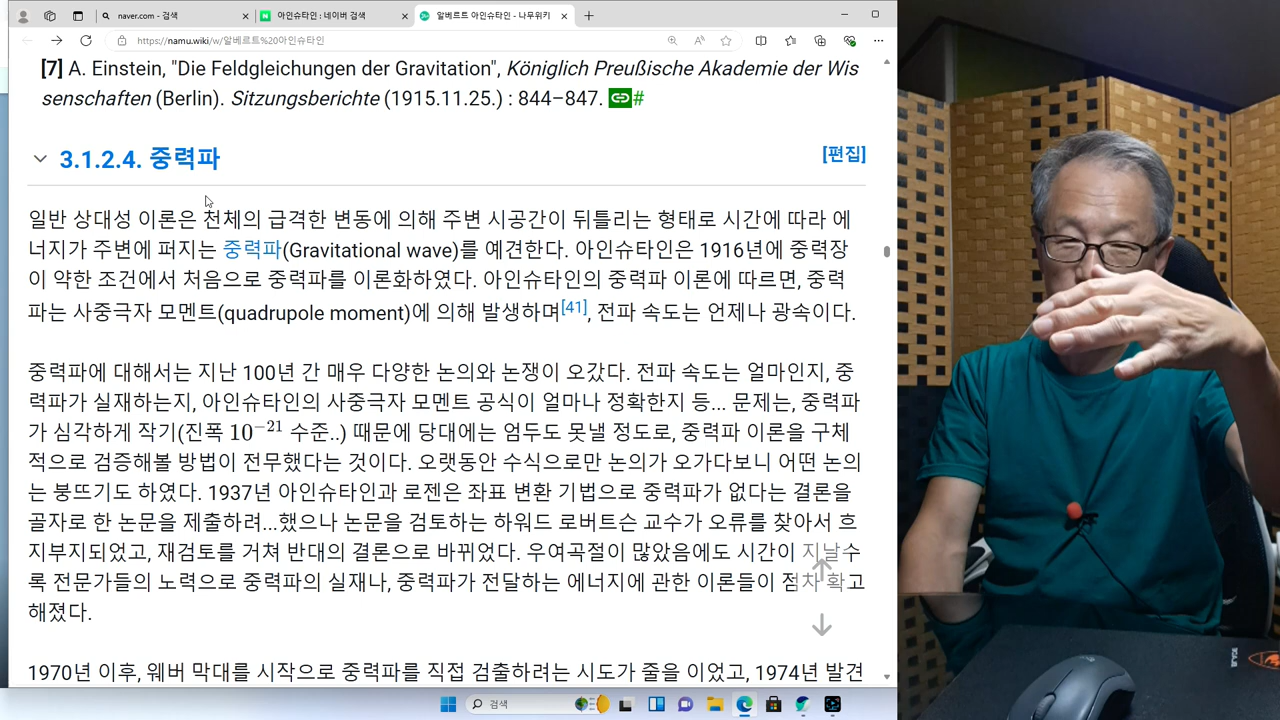 naver.com - 검색
아인슈타인 : 네이버 검색
알베르트 아인슈타인 - 나무위키
https://namu.wiki/w/알베르트%20아인슈타인
[7] A. Einstein, "Die Feldgleichungen der Gravitation", Königlich Preußische Akademie der Wis
senschaften (Berlin). Sitzungsberichte (1915.11.25.) : 844–847. #
3.1.2.4. 중력파
[편집]
일반 상대성 이론은 천체의 급격한 변동에 의해 주변 시공간이 뒤틀리는 형태로 시간에 따라 에
너지가 주변에 퍼지는 중력파(Gravitational wave)를 예견한다. 아인슈타인은 1916년에 중력장
이 약한 조건에서 처음으로 중력파를 이론화하였다. 아인슈타인의 중력파 이론에 따르면, 중력
파는 사중극자 모멘트(quadrupole moment)에 의해 발생하며[41], 전파 속도는 언제나 광속이다.
중력파에 대해서는 지난 100년 간 매우 다양한 논의와 논쟁이 오갔다. 전파 속도는 얼마인지, 중
력파가 실재하는지, 아인슈타인의 사중극자 모멘트 공식이 얼마나 정확한지 등... 문제는, 중력파
가 심각하게 작기(진폭 10⁻²¹ 수준..) 때문에 당대에는 엄두도 못낼 정도로, 중력파 이론을 구체
적으로 검증해볼 방법이 전무했다는 것이다. 오랫동안 수식으로만 논의가 오가다보니 어떤 논의
는 붕뜨기도 하였다. 1937년 아인슈타인과 로젠은 좌표 변환 기법으로 중력파가 없다는 결론을
골자로 한 논문을 제출하려...했으나 논문을 검토하는 하워드 로버트슨 교수가 오류를 찾아서 흐
지부지되었고, 재검토를 거쳐 반대의 결론으로 바뀌었다. 우여곡절이 많았음에도 시간이 지날수
록 전문가들의 노력으로 중력파의 실재나, 중력파가 전달하는 에너지에 관한 이론들이 점차 확고
해졌다.
1970년 이후, 웨버 막대를 시작으로 중력파를 직접 검출하려는 시도가 줄을 이었고, 1974년 발견
검색